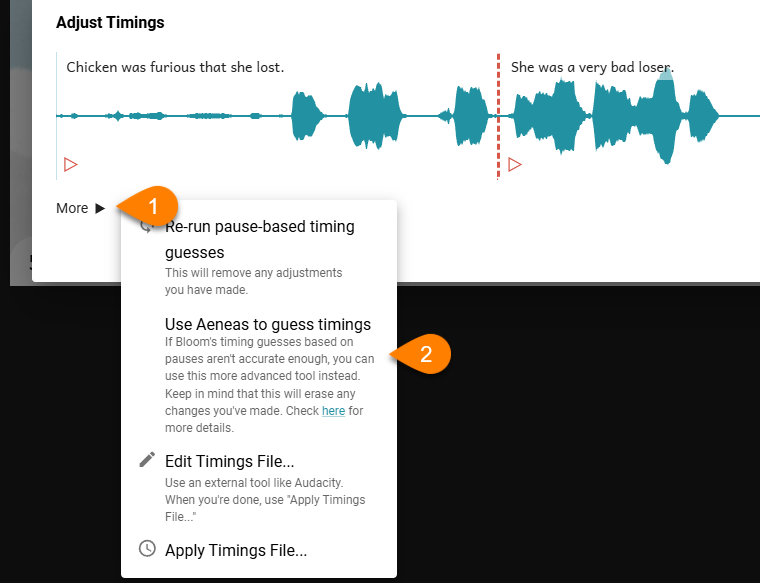 Adjust Timings
Chicken was furious that she lost.
She was a very bad loser.
More
1
Re-run pause-based timing
guesses
This will remove any adjustments
you have made.
Use Aeneas to guess timings
If Bloom's timing guesses based on
pauses aren't accurate enough, you can
use this more advanced tool instead.
Keep in mind that this will erase any
changes you've made. Check here for
more details.
2
Edit Timings File...
Use an external tool like Audacity.
When you're done, use "Apply Timings
File..."
Apply Timings File...